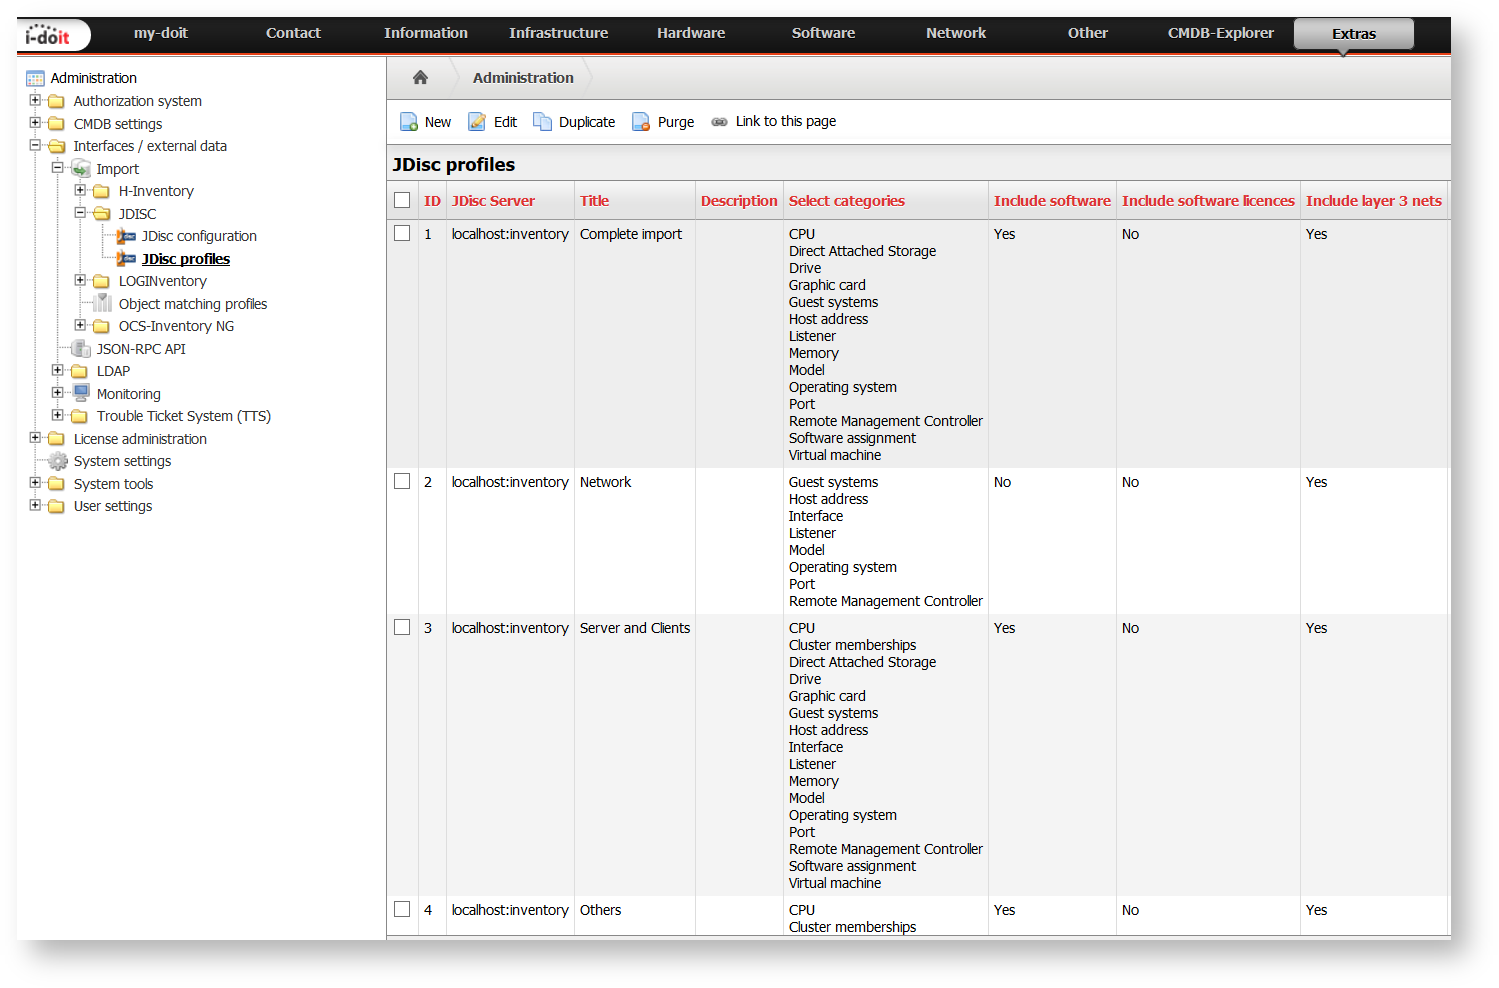 i-doit my-doit Contact Information Infrastructure Hardware Software Network Other CMDB-Explorer Extras
Administration
Authorization system
CMDB settings
Interfaces / external data
Import
H-Inventory
JDISC
JDisc configuration
JDisc profiles
LOGINventory
Object matching profiles
OCS-Inventory NG
JSON-RPC API
LDAP
Monitoring
Trouble Ticket System (TTS)
License administration
System settings
System tools
User settings
Administration
New Edit Duplicate Purge Link to this page
JDisc profiles
ID JDisc Server Title Description Select categories Include software Include software licences Include layer 3 nets
1 localhost:inventory Complete import CPU Yes No Yes
Direct Attached Storage
Drive
Graphic card
Guest systems
Host address
Listener
Memory
Model
Operating system
Port
Remote Management Controller
Software assignment
Virtual machine
2 localhost:inventory Network Guest systems No No Yes
Host address
Interface
Listener
Model
Operating system
Port
Remote Management Controller
3 localhost:inventory Server and Clients CPU Yes No Yes
Cluster memberships
Direct Attached Storage
Drive
Graphic card
Guest systems
Host address
Interface
Listener
Memory
Model
Operating system
Port
Remote Management Controller
Software assignment
Virtual machine
4 localhost:inventory Others CPU Yes No Yes
Cluster memberships